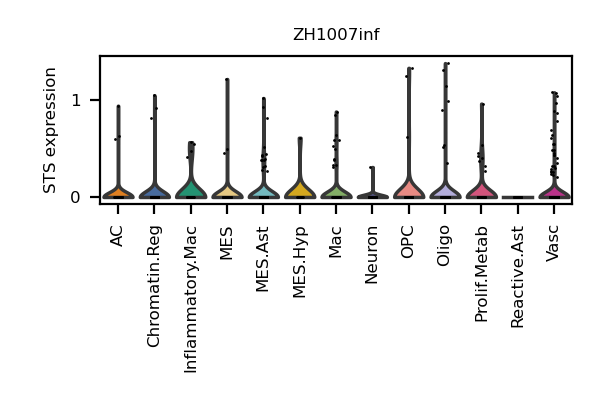 ZH1007inf
STS expression
1
0
AC
Chromatin.Reg
Inflammatory.Mac
MES
MES.Ast
MES.Hyp
Mac
Neuron
OPC
Oligo
Prolif.Metab
Reactive.Ast
Vasc